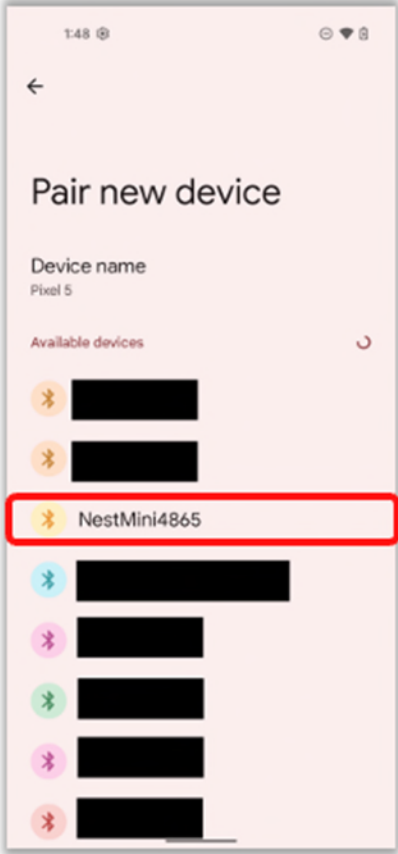 1:48
Pair new device
Device name
Pixel 5
Available devices
NestMini4865